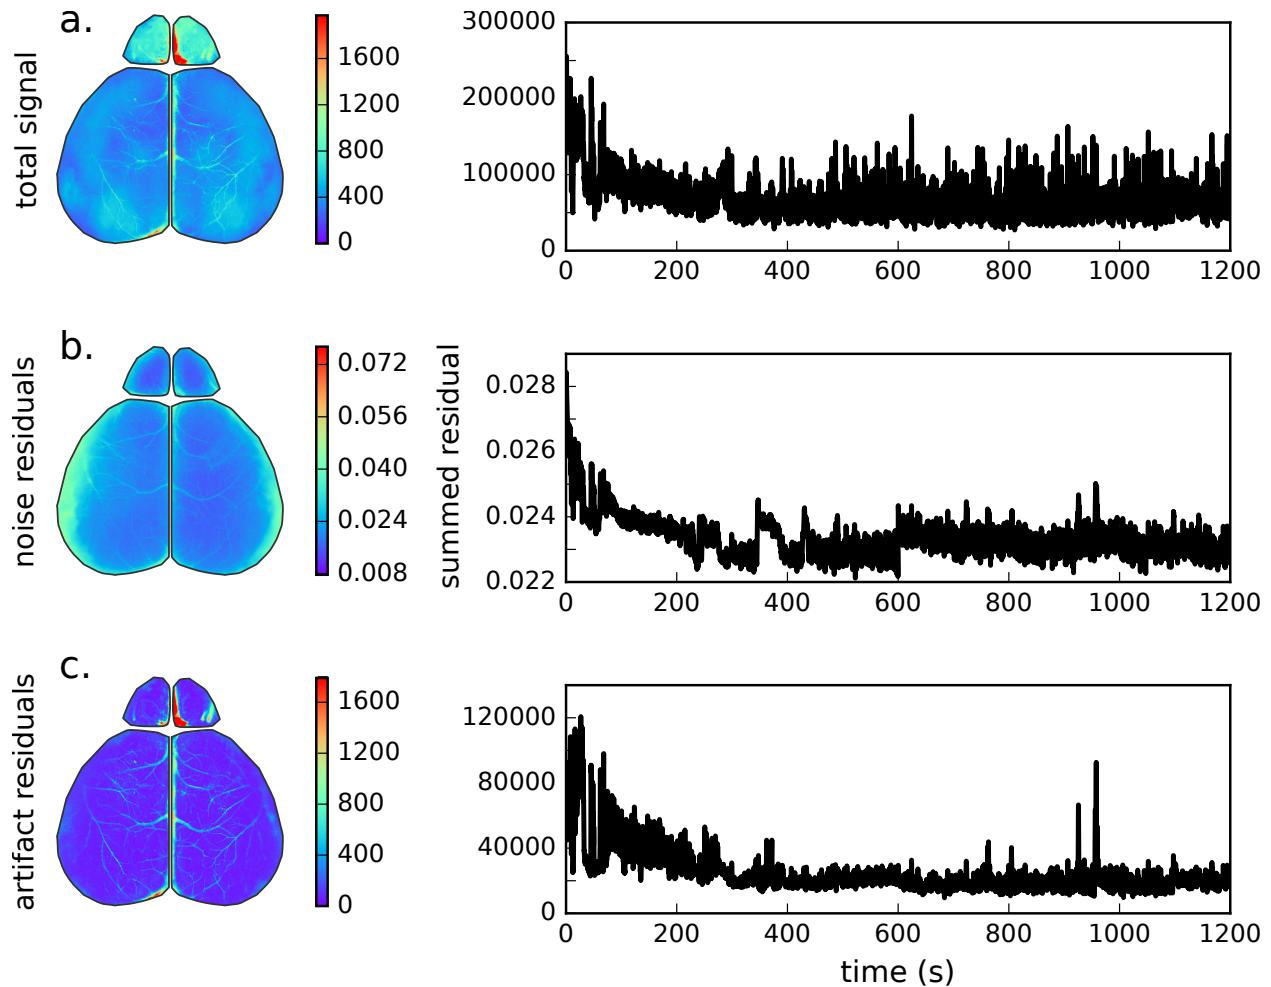 a.
total signal
1600
1200
800
400
0
300000
200000
100000
0
0 200 400 600 800 1000 1200
b.
noise residuals
0.072
0.056
0.040
0.024
0.008
summed residual
0.028
0.026
0.024
0.022
0 200 400 600 800 1000 1200
c.
artifact residuals
1600
1200
800
400
0
120000
80000
40000
0
0 200 400 600 800 1000 1200
time (s)